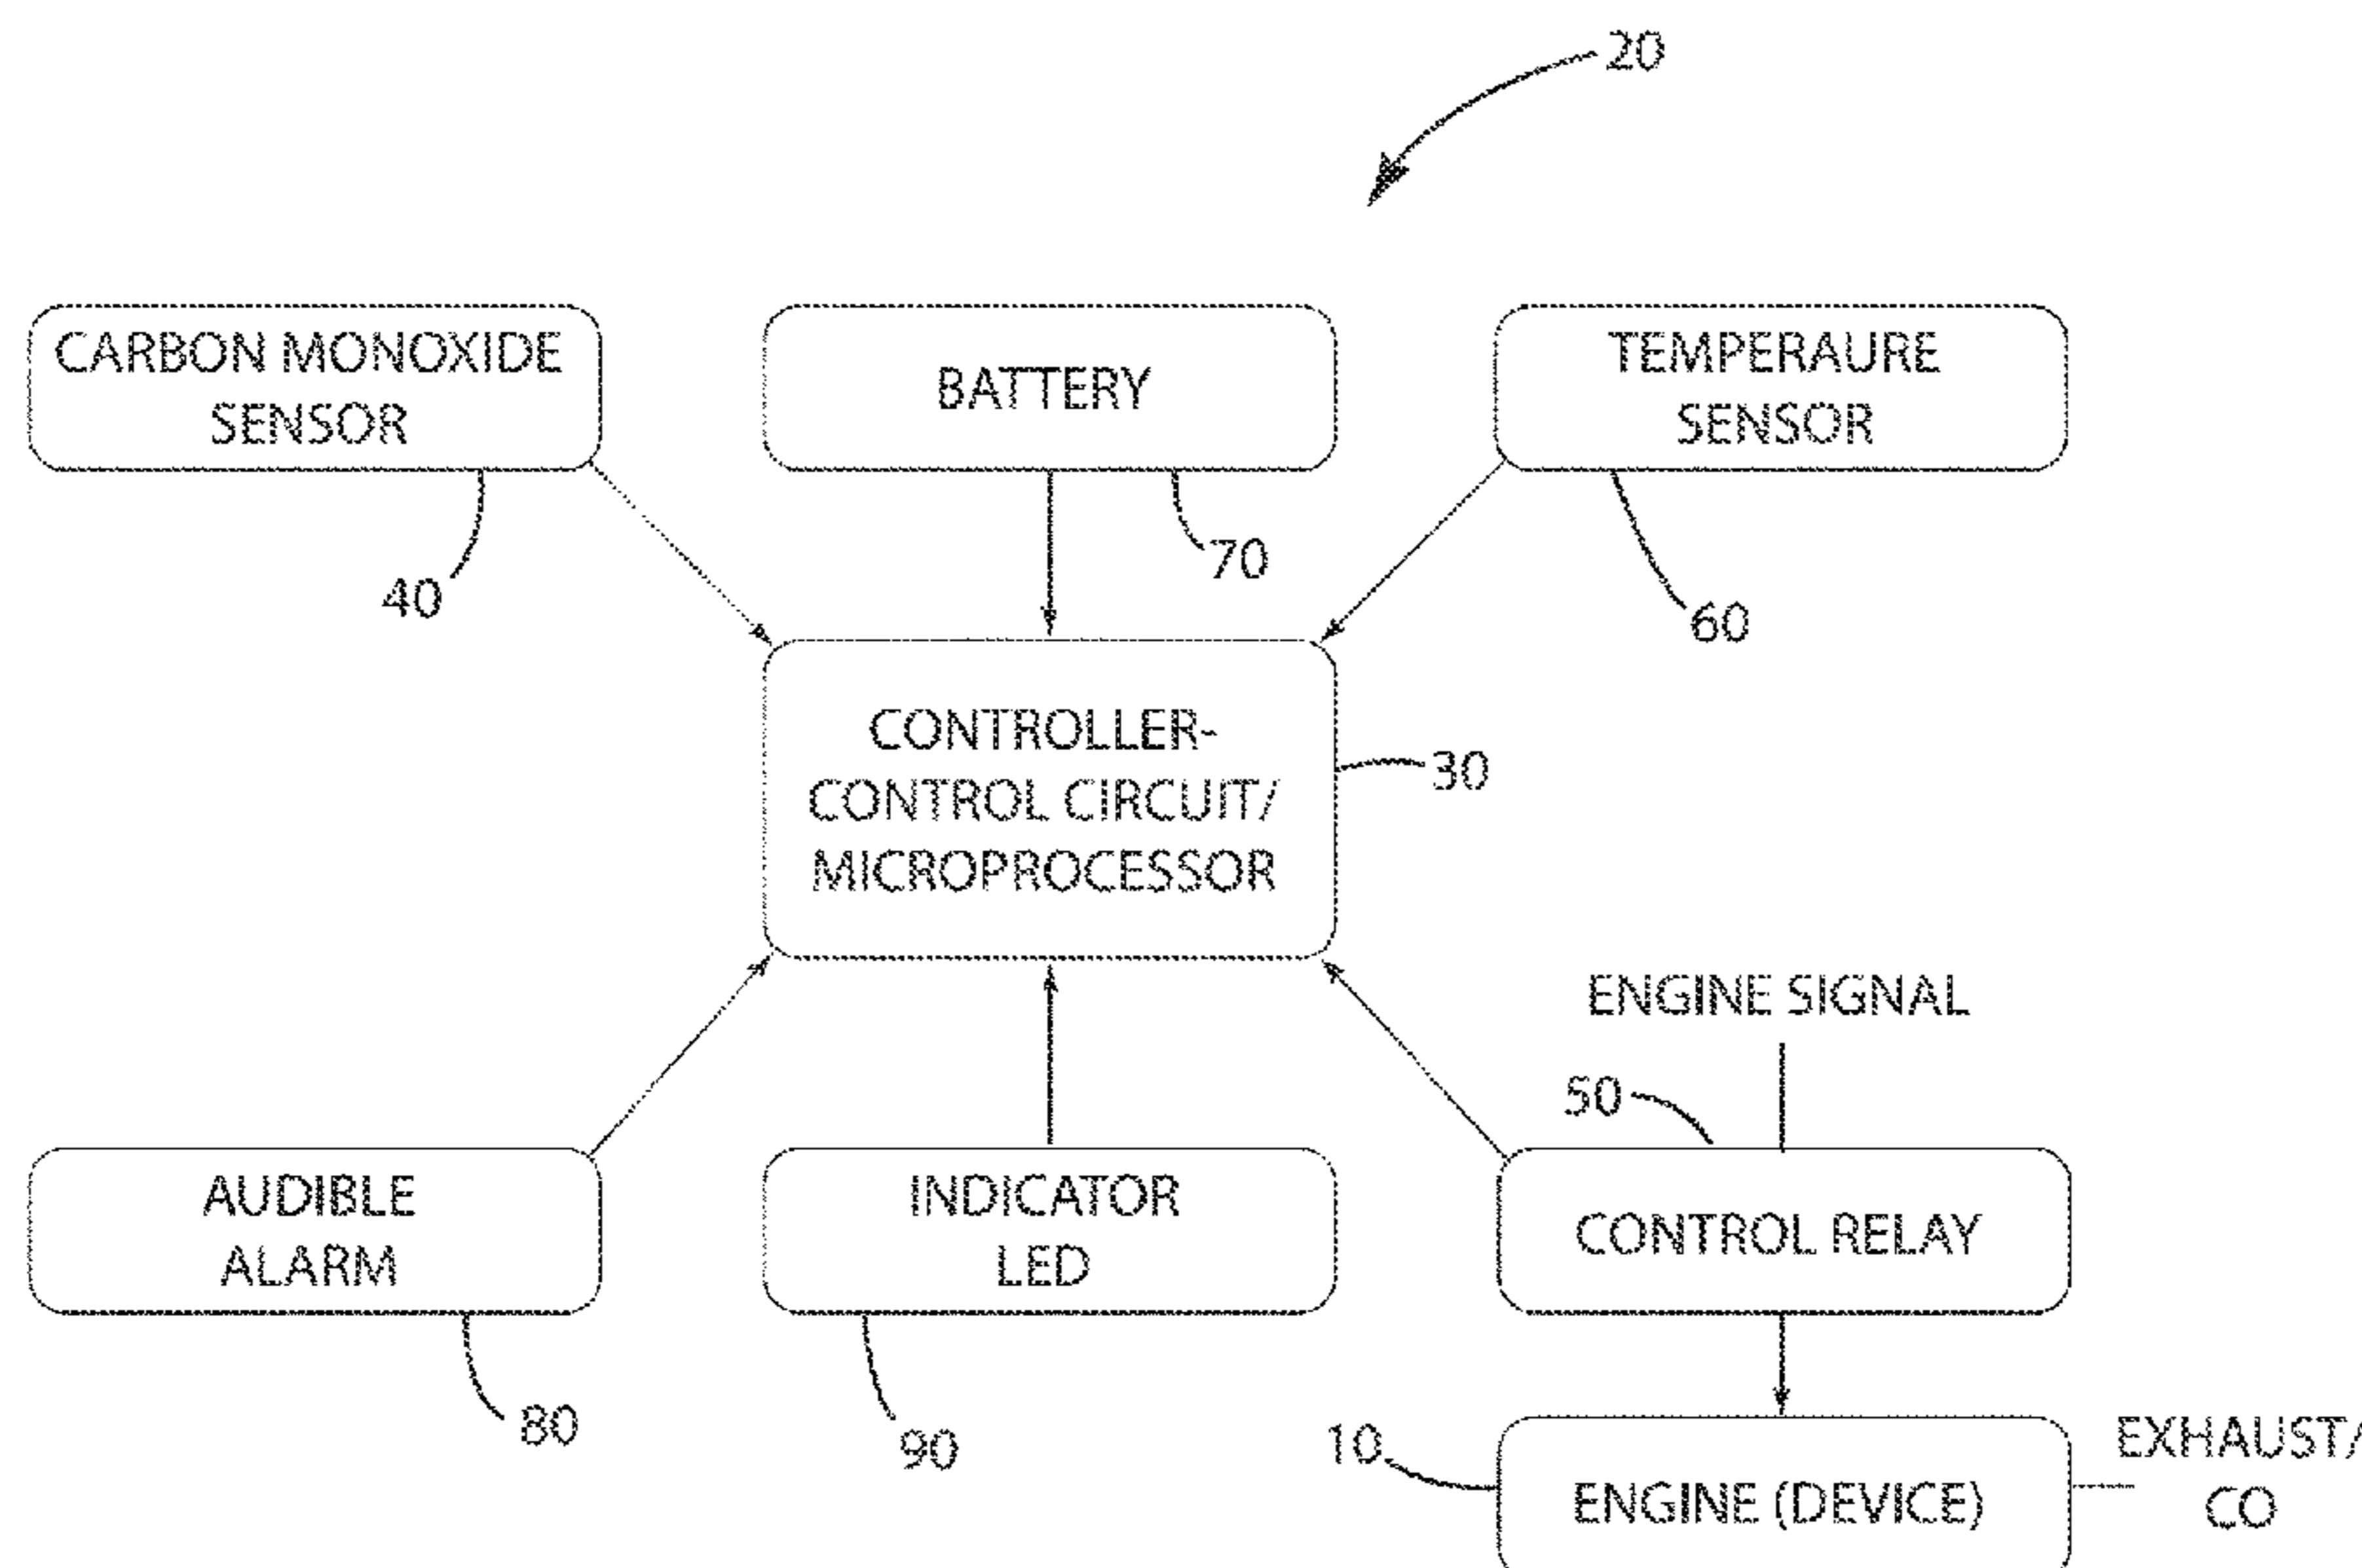 20
CARBON MONOXIDE
SENSOR
BATTERY
TEMPERAURE
SENSOR
40
70
60
CONTROLLER-
CONTROL CIRCUIT/
MICROPROCESSOR
30
ENGINE SIGNAL
50
AUDIBLE
ALARM
INDICATOR
LED
CONTROL RELAY
80
90
10
ENGINE (DEVICE)
EXHAUST/
CO